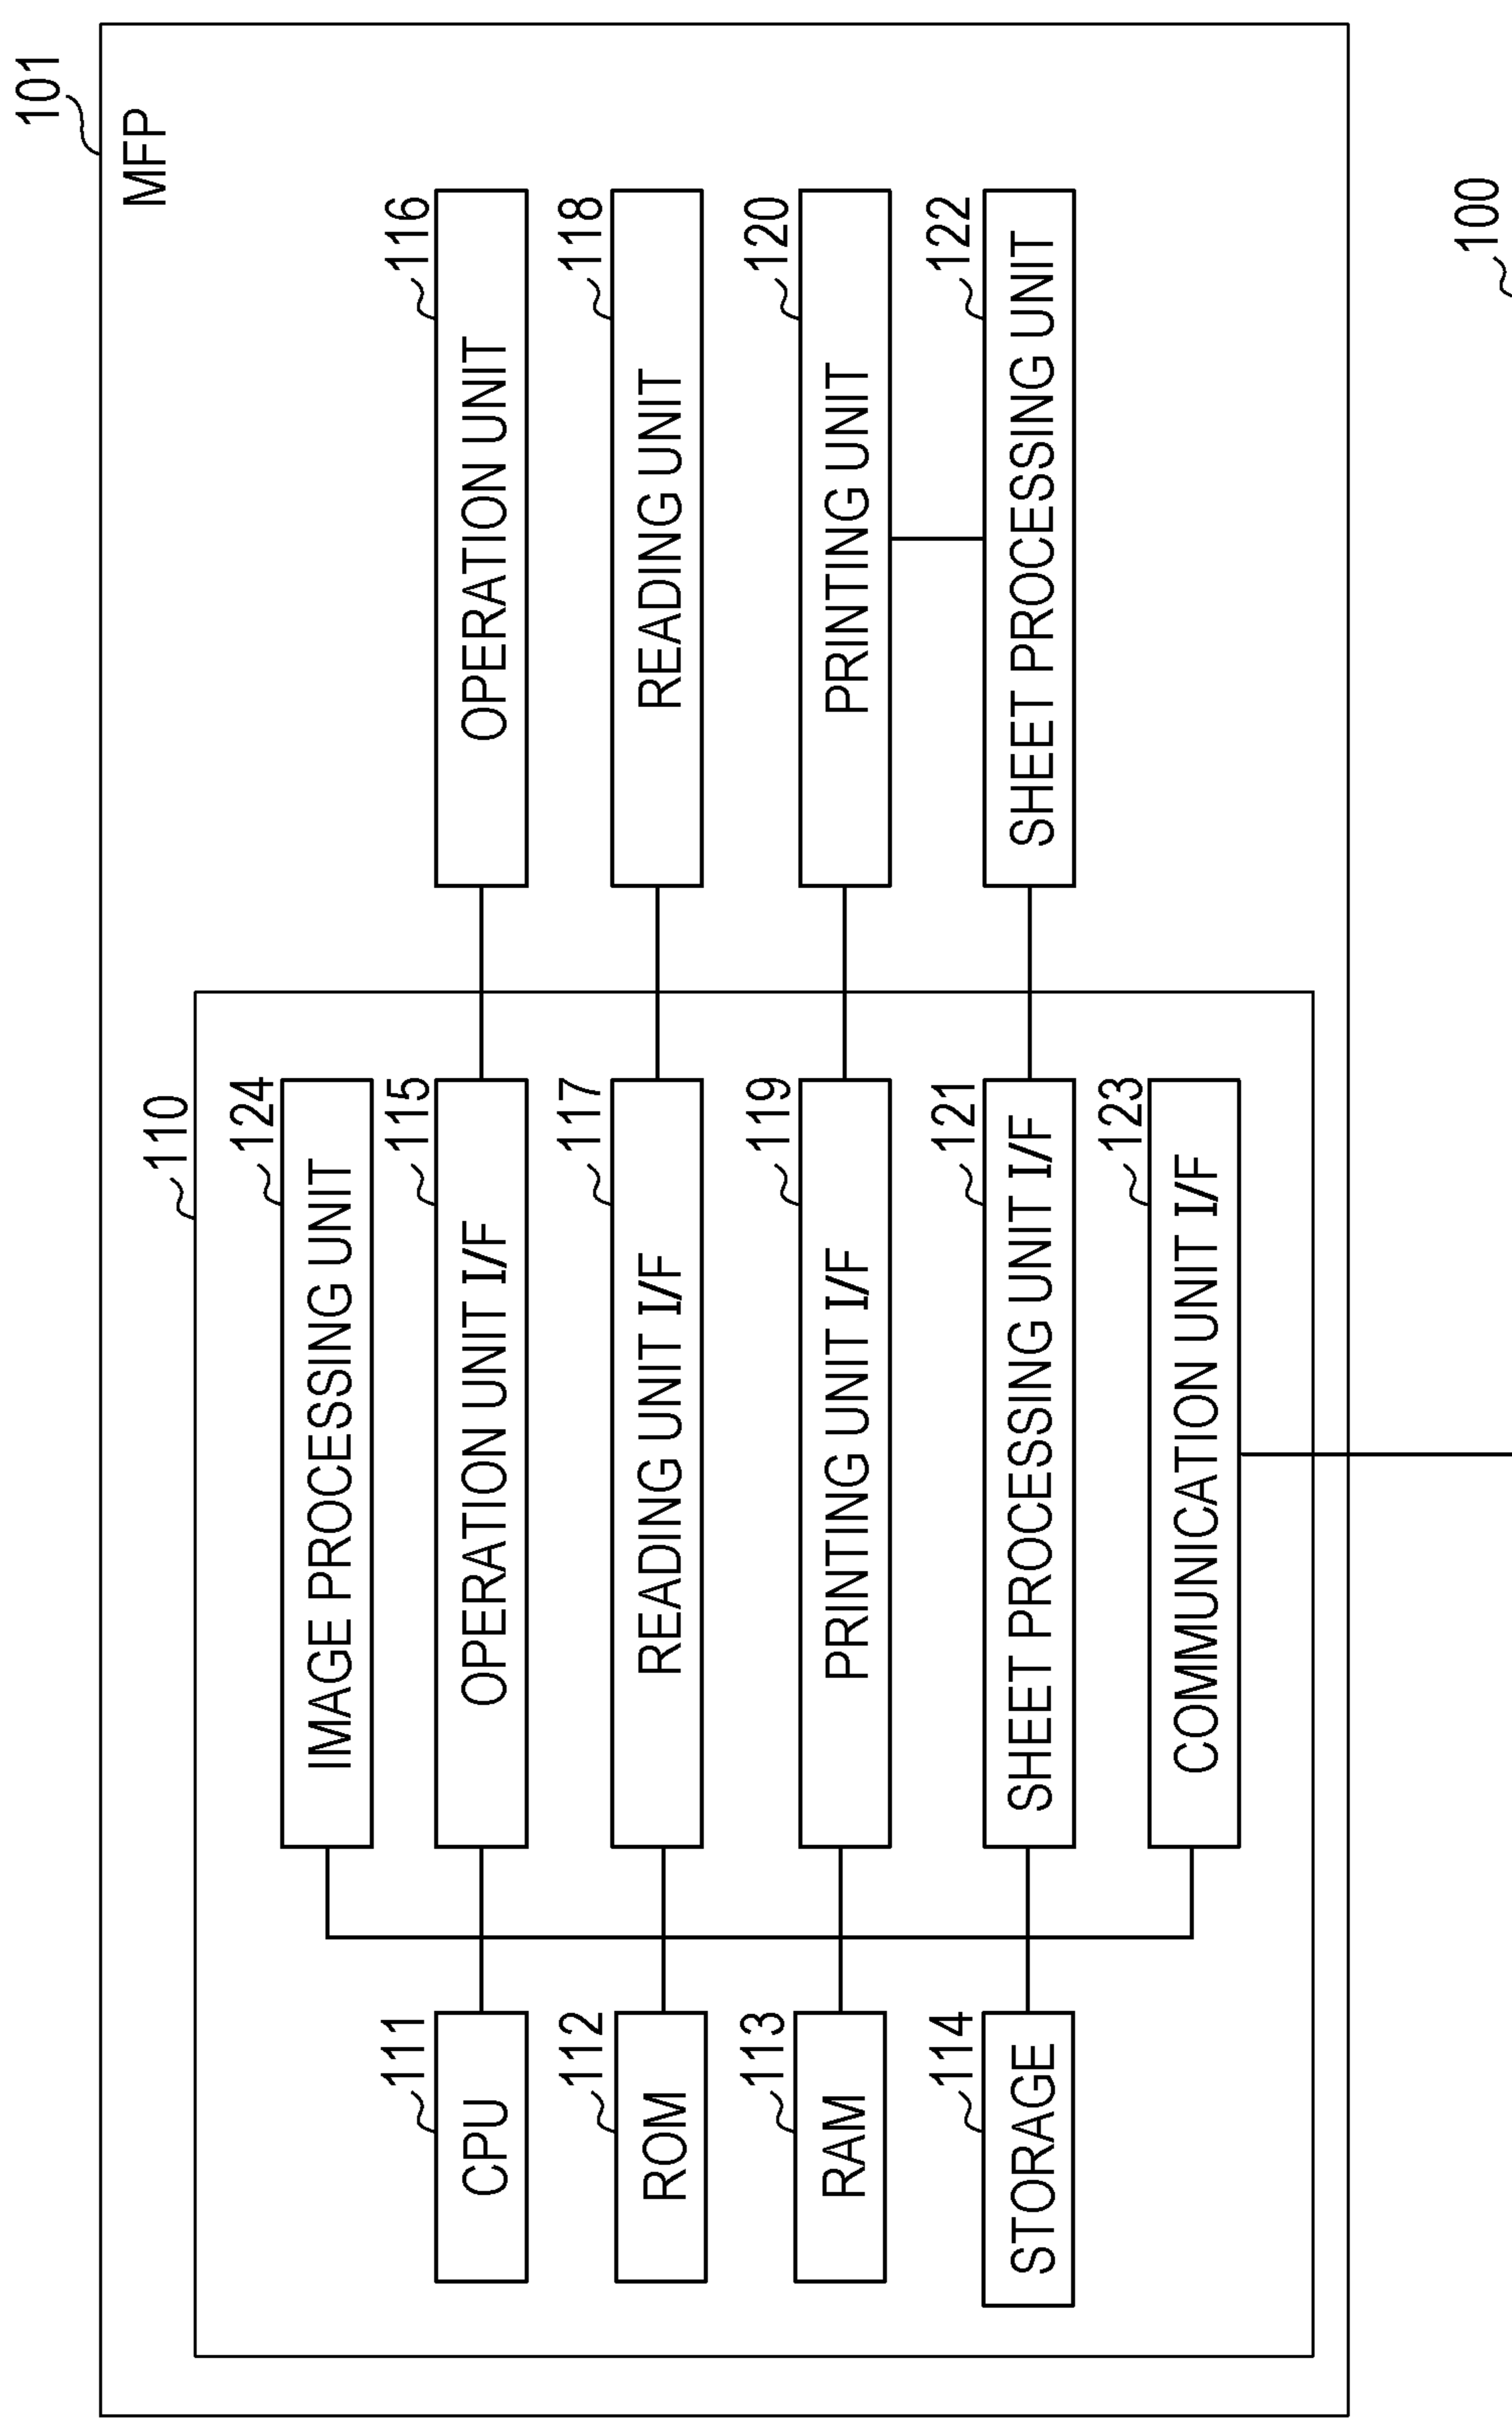 101
MFP
110
124
IMAGE PROCESSING UNIT
111
CPU
115
OPERATION UNIT I/F
116
OPERATION UNIT
112
ROM
117
READING UNIT I/F
118
READING UNIT
113
RAM
119
PRINTING UNIT I/F
120
PRINTING UNIT
114
STORAGE
121
SHEET PROCESSING UNIT I/F
122
SHEET PROCESSING UNIT
123
COMMUNICATION UNIT I/F
100